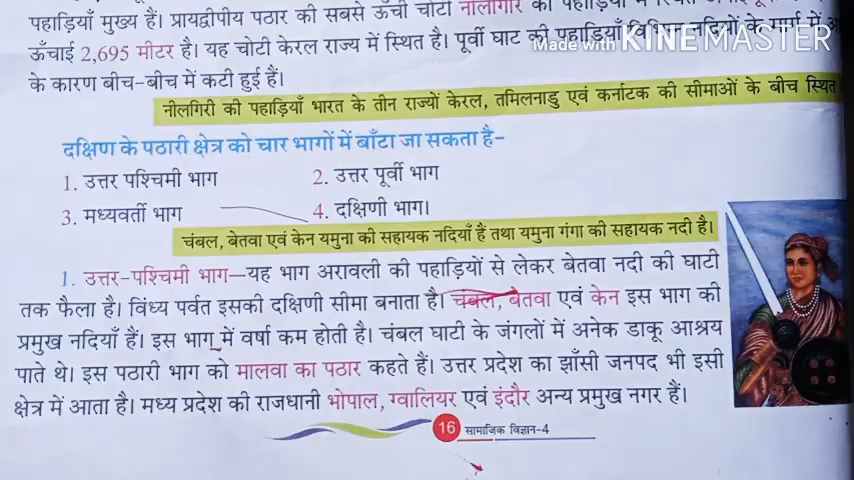 पहाड़ियाँ मुख्य हैं। प्रायद्वीपीय पठार की सबसे ऊँची चोटी नीलगिरि की
ऊँचाई 2,695 मीटर है। यह चोटी केरल राज्य में स्थित है। पूर्वी घाट की पहाड़ियाँ विभिन्न नदियों के मार्ग में
Made with KINEMASTER
के कारण बीच-बीच में कटी हुई हैं।
नीलगिरी की पहाड़ियाँ भारत के तीन राज्यों केरल, तमिलनाडु एवं कर्नाटक की सीमाओं के बीच स्थित
दक्षिण के पठारी क्षेत्र को चार भागों में बाँटा जा सकता है-
1. उत्तर पश्चिमी भाग 2. उत्तर पूर्वी भाग
3. मध्यवर्ती भाग 4. दक्षिणी भाग।
चंबल, बेतवा एवं केन यमुना की सहायक नदियाँ हैं तथा यमुना गंगा की सहायक नदी है।
1. उत्तर-पश्चिमी भाग—यह भाग अरावली की पहाड़ियों से लेकर बेतवा नदी की घाटी
तक फैला है। विंध्य पर्वत इसकी दक्षिणी सीमा बनाता है। चंबल, बेतवा एवं केन इस भाग की
प्रमुख नदियाँ हैं। इस भाग में वर्षा कम होती है। चंबल घाटी के जंगलों में अनेक डाकू आश्रय
पाते थे। इस पठारी भाग को मालवा का पठार कहते हैं। उत्तर प्रदेश का झाँसी जनपद भी इसी
क्षेत्र में आता है। मध्य प्रदेश की राजधानी भोपाल, ग्वालियर एवं इंदौर अन्य प्रमुख नगर हैं।
16 सामाजिक विज्ञान-4